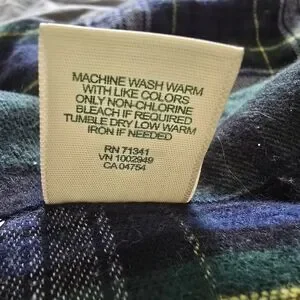 MACHINE WASH WARM
WITH LIKE COLORS
ONLY NON-CHLORINE
BLEACH IF REQUIRED
TUMBLE DRY LOW WARM
IRON IF NEEDED
RN 71341
VN 1002949
CA 04754